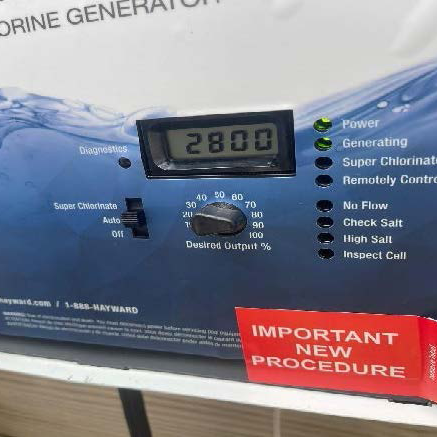 ORINE GENERATOR
2800
Diagnostics
Power
Generating
Super Chlorinate
Remotely Contro
No Flow
Check Salt
High Salt
Inspect Cell
Super Chlorinate
Auto
Off
20 30 40 50 60 70 80 90 100
Desired Output %
hayward.com / 1-888-HAYWARD
IMPORTANT
NEW
PROCEDURE